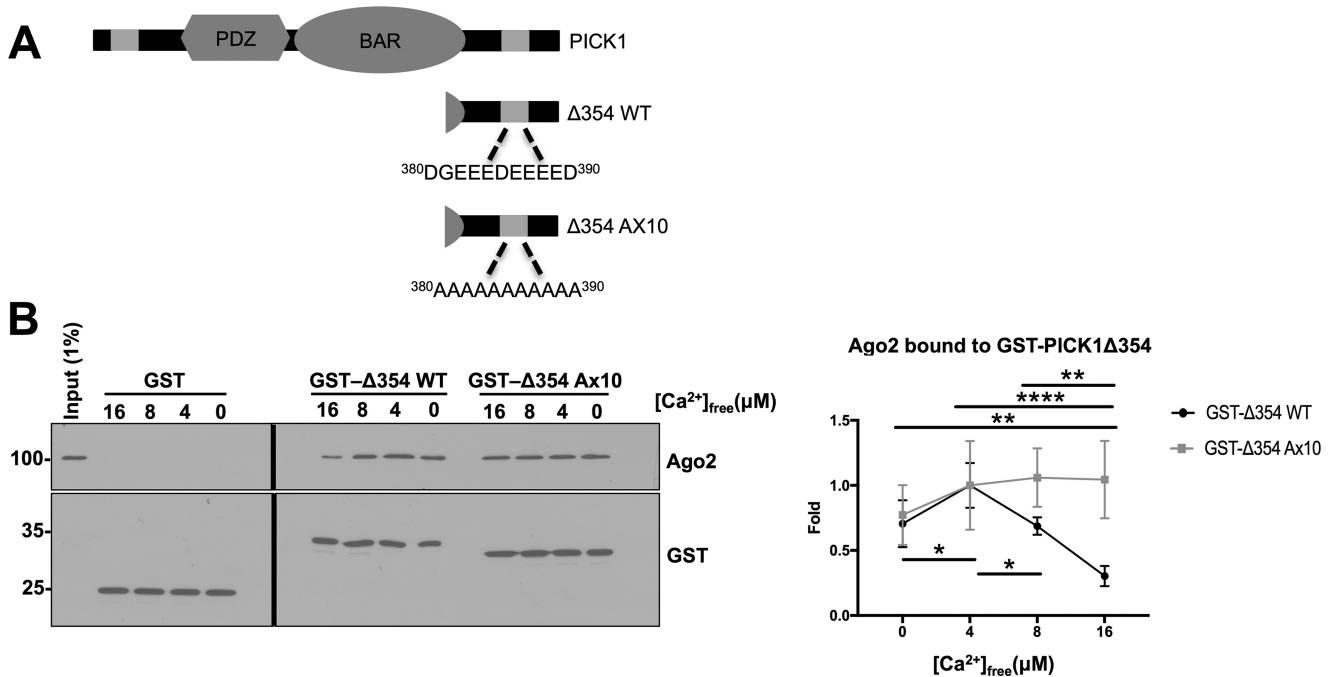 A
PDZ
BAR
PICK1
Δ354 WT
380DGEEEDEEEED390
Δ354 AX10
380AAAAAAAAAAA390
B
Input (1%)
GST
GST–Δ354 WT
GST–Δ354 Ax10
16 8 4 0 16 8 4 0 16 8 4 0 [Ca2+]free(μM)
100-
Ago2
35-
GST
25-
Ago2 bound to GST-PICK1Δ354
**
****
**
GST-Δ354 WT
GST-Δ354 Ax10
1.5
1.0
0.5
0.0
Fold
*
*
0 4 8 16
[Ca2+]free(μM)